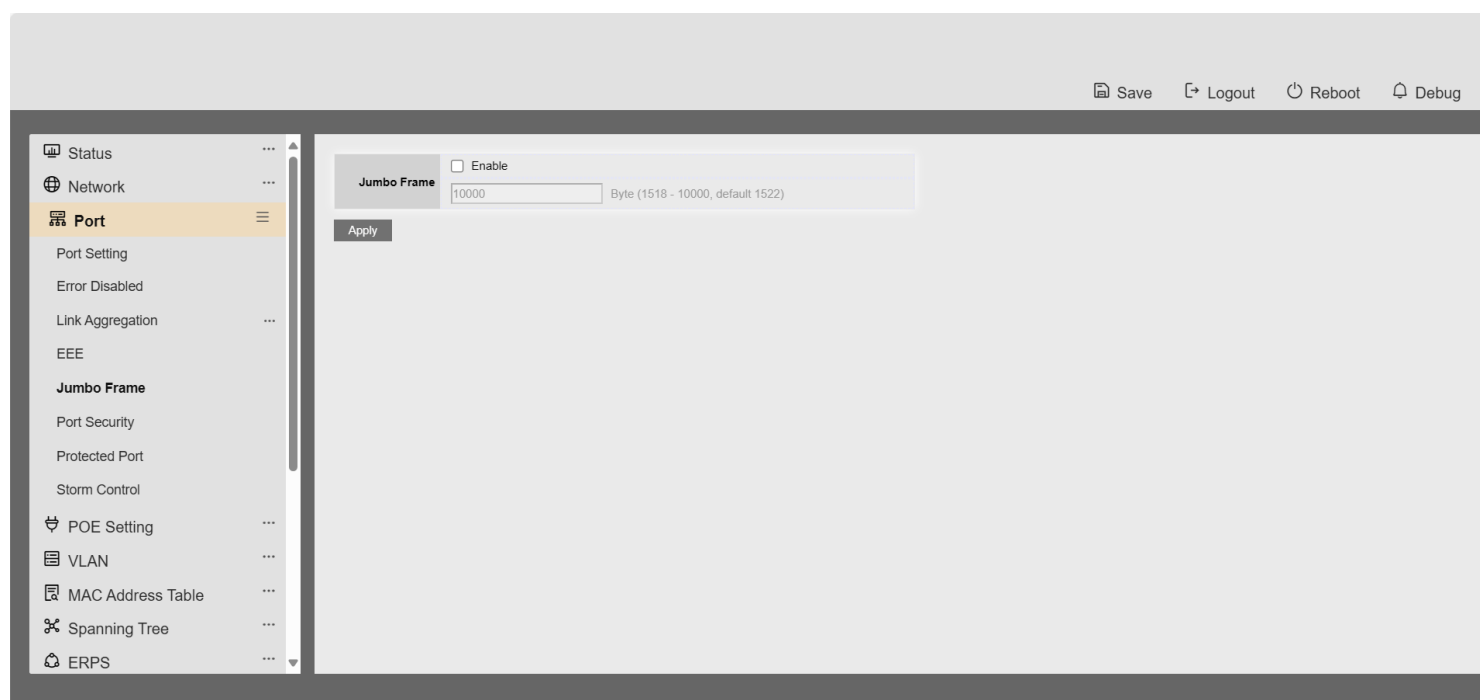 Save Logout Reboot Debug
Status ...
Network ...
Port
Port Setting
Error Disabled
Link Aggregation ...
EEE
Jumbo Frame
Port Security
Protected Port
Storm Control
POE Setting ...
VLAN ...
MAC Address Table ...
Spanning Tree ...
ERPS ...
Jumbo Frame
Enable
10000 Byte (1518 - 10000, default 1522)
Apply